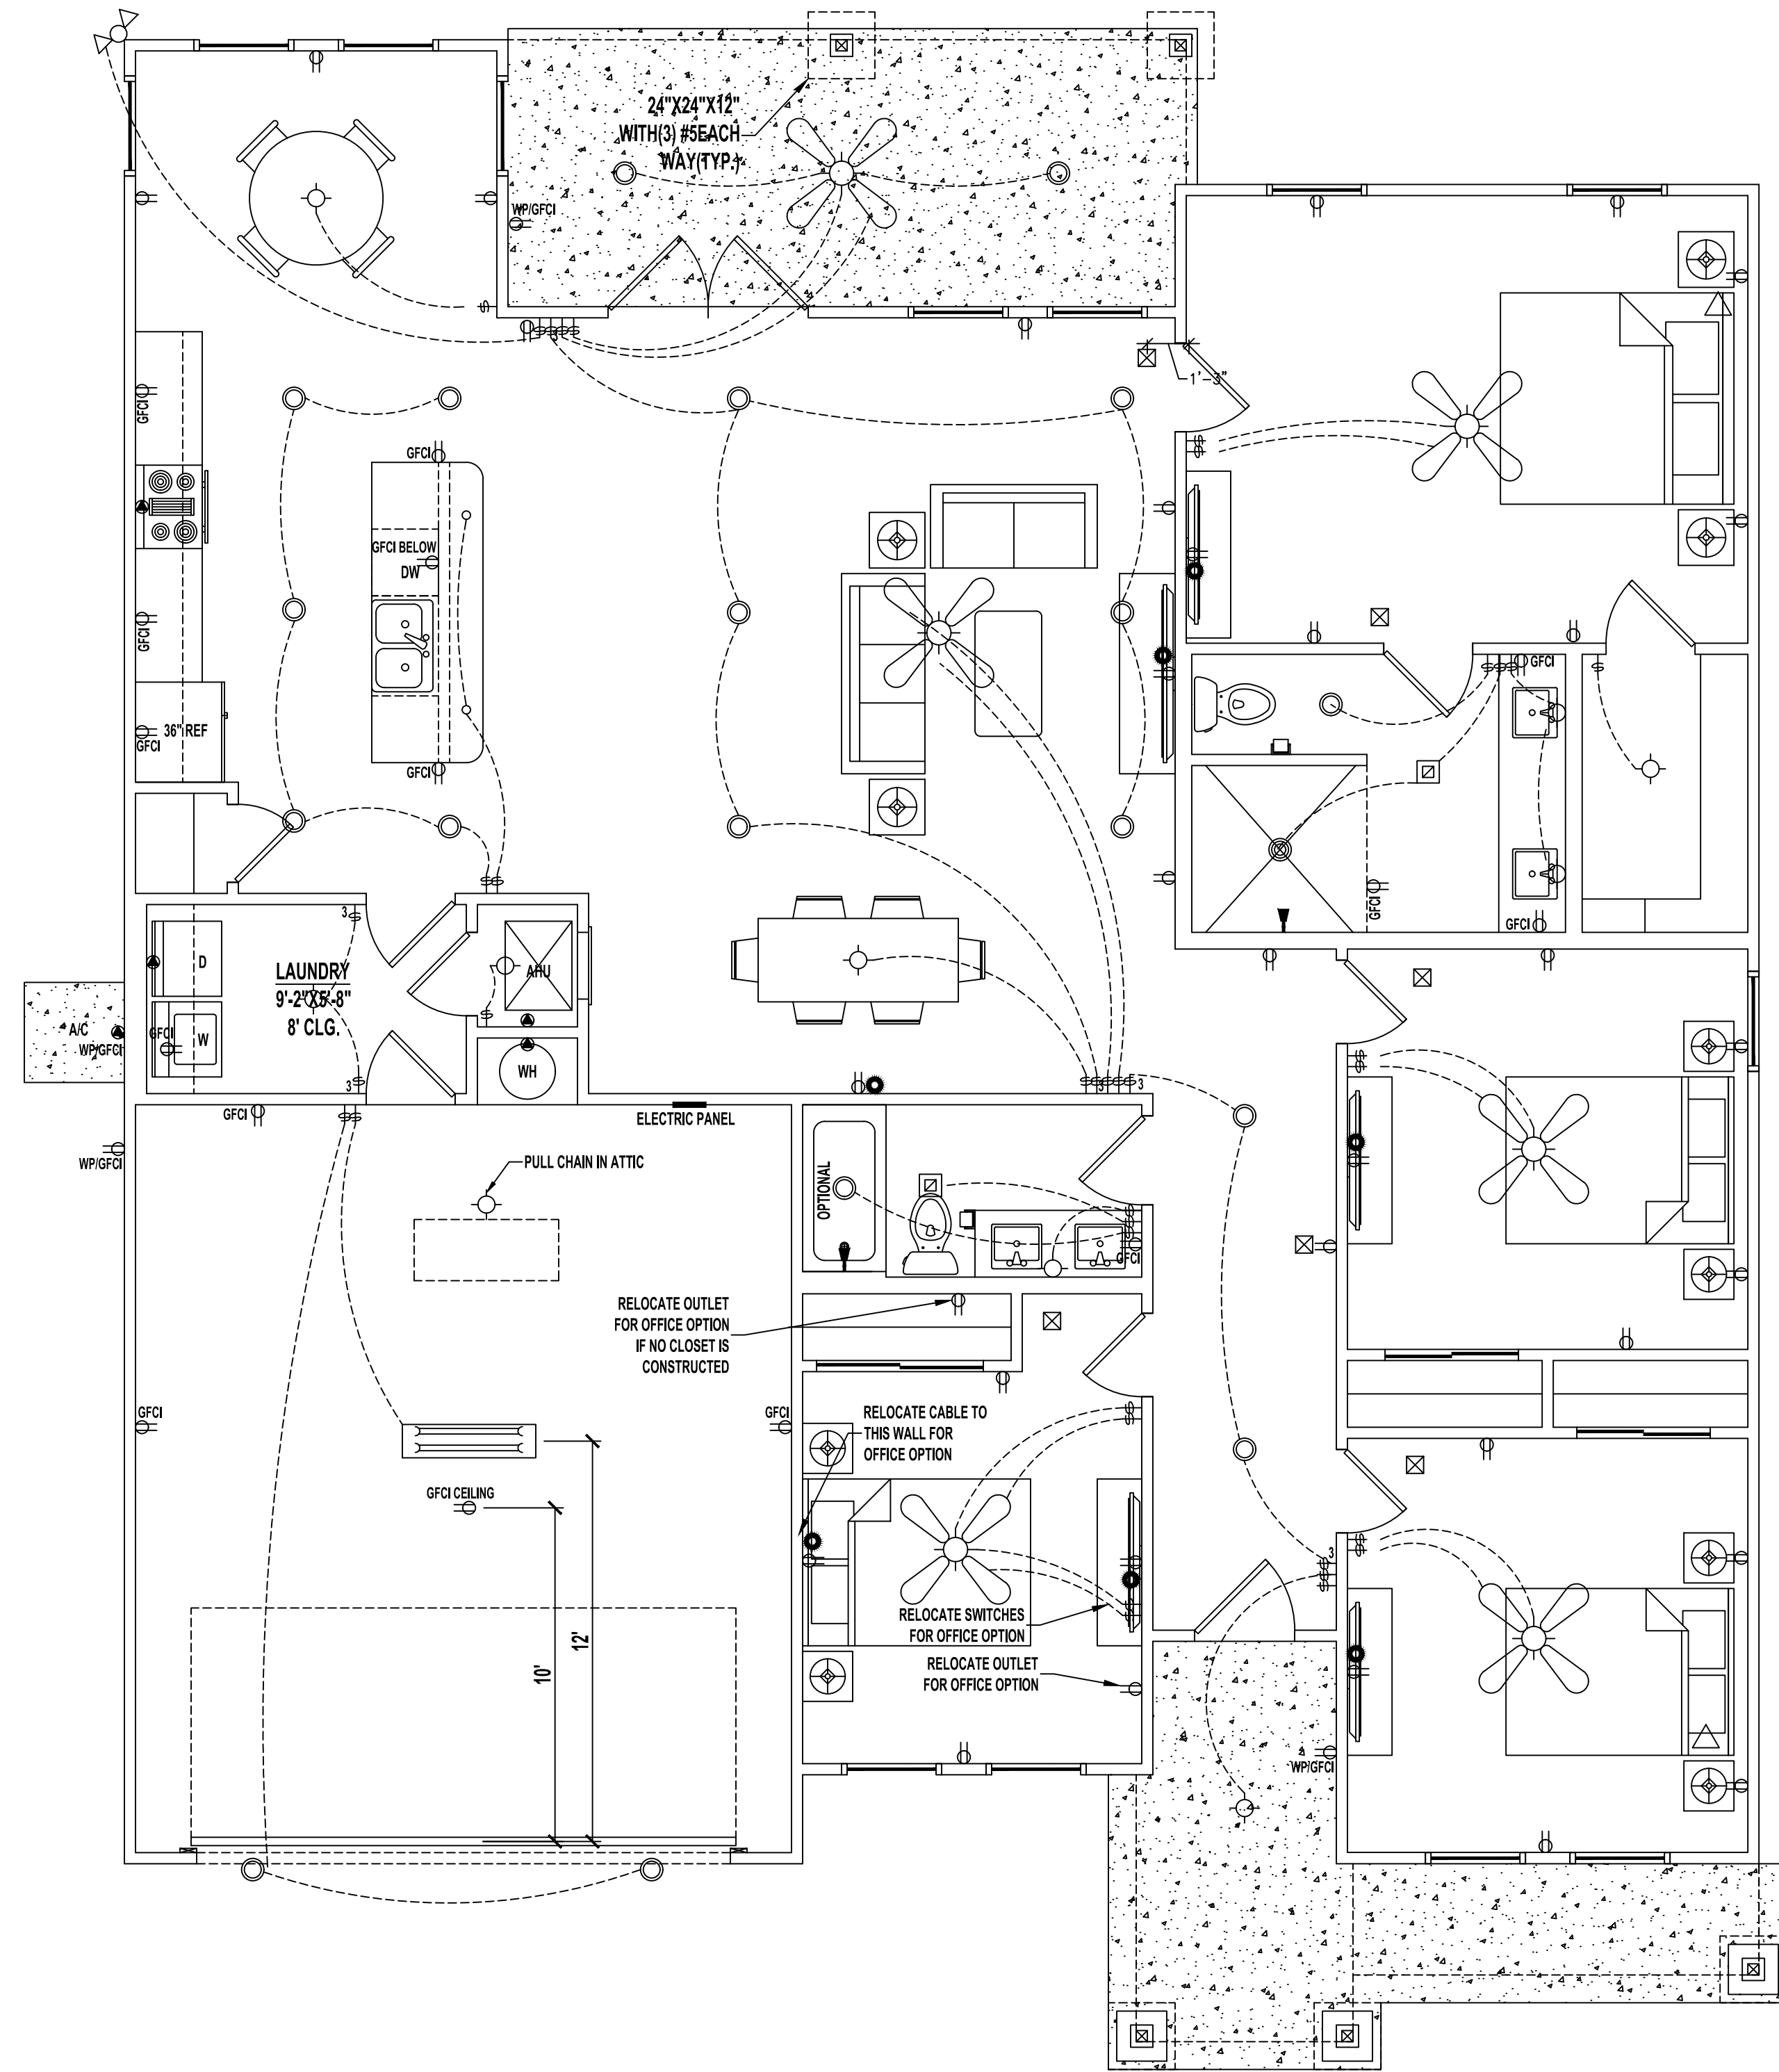 24"X24"X12"
WITH(3) #5EACH
WAY(TYP.)
WP/GFCI
1'-3"
GFCI
GFCI
GFCI BELOW
DW
GFCI
36" REF
GFCI
GFCI
GFCI
GFCI
GFCI
3
D
LAUNDRY
9'-2"X5'-8"
8' CLG.
AHU
A/C
WP/GFCI
GFCI
W
WH
3
3
3
GFCI
ELECTRIC PANEL
WP/GFCI
PULL CHAIN IN ATTIC
OPTIONAL
GFCI
RELOCATE OUTLET
FOR OFFICE OPTION
IF NO CLOSET IS
CONSTRUCTED
GFCI
GFCI
RELOCATE CABLE TO
THIS WALL FOR
OFFICE OPTION
GFCI CEILING
3
10'
12'
RELOCATE SWITCHES
FOR OFFICE OPTION
RELOCATE OUTLET
FOR OFFICE OPTION
WP/GFCI